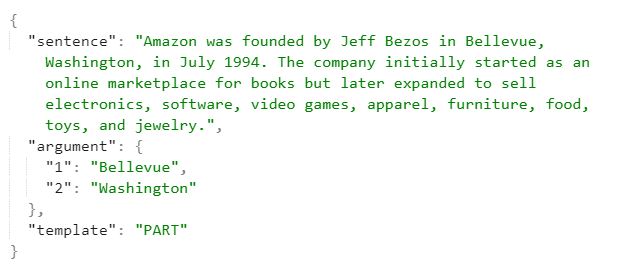 {
"sentence": "Amazon was founded by Jeff Bezos in Bellevue,
Washington, in July 1994. The company initially started as an
online marketplace for books but later expanded to sell
electronics, software, video games, apparel, furniture, food,
toys, and jewelry.",
"argument": {
"1": "Bellevue",
"2": "Washington"
},
"template": "PART"
}